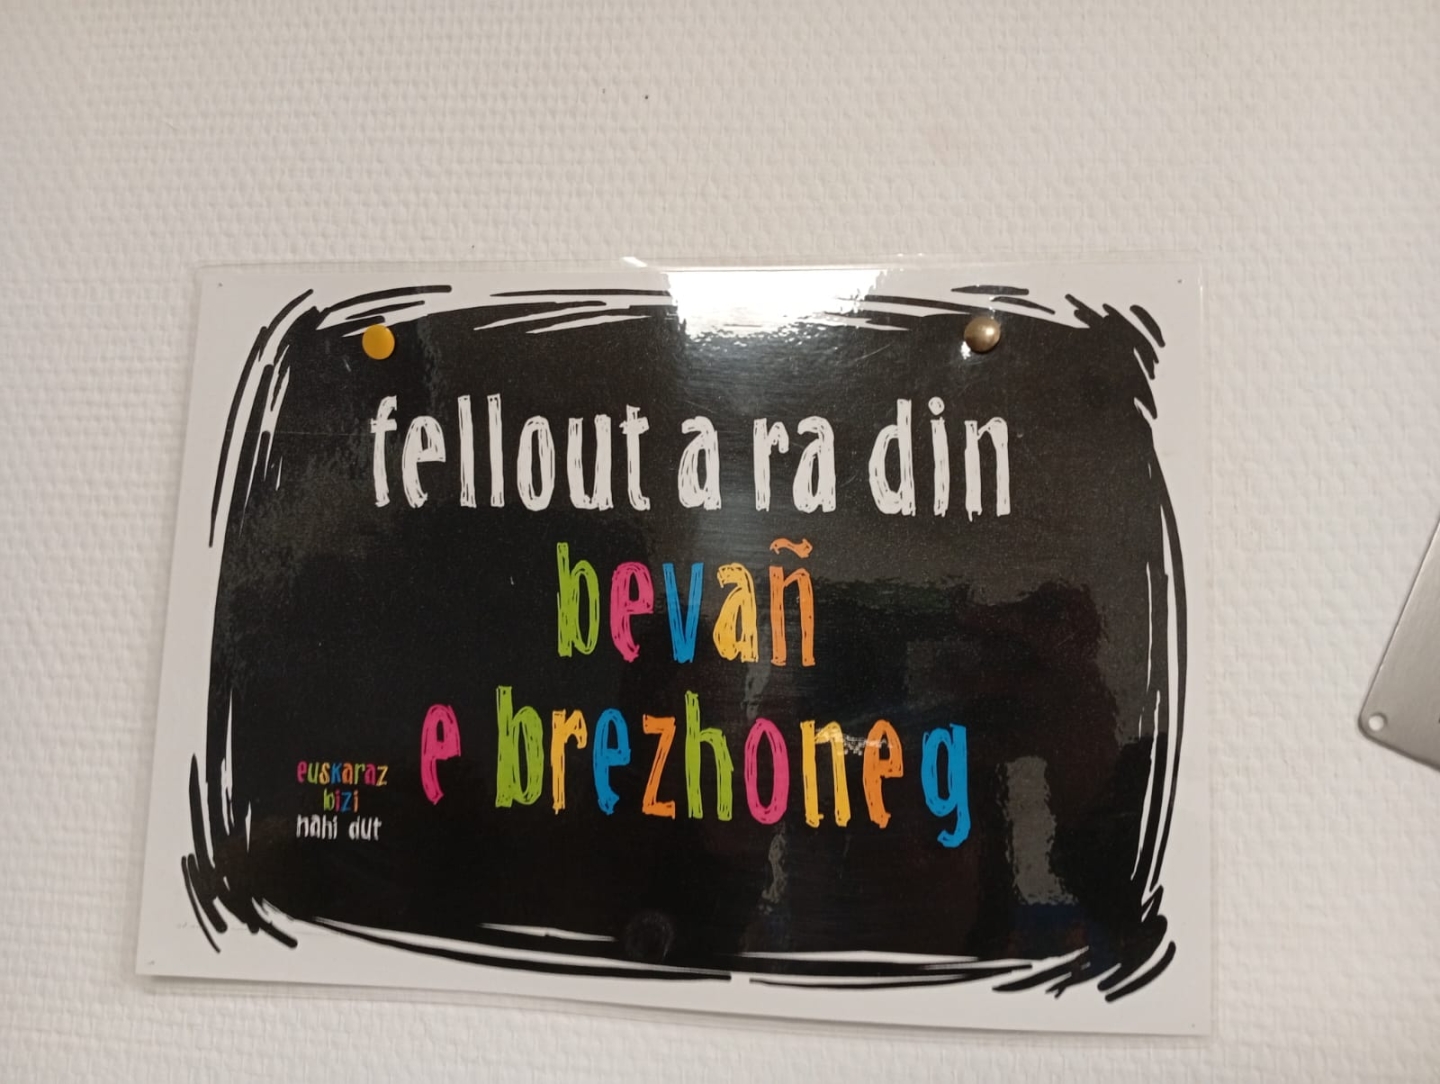 fellout a ra din
bevañ
e brezhoneg
euskaraz
bizi
nahi dut